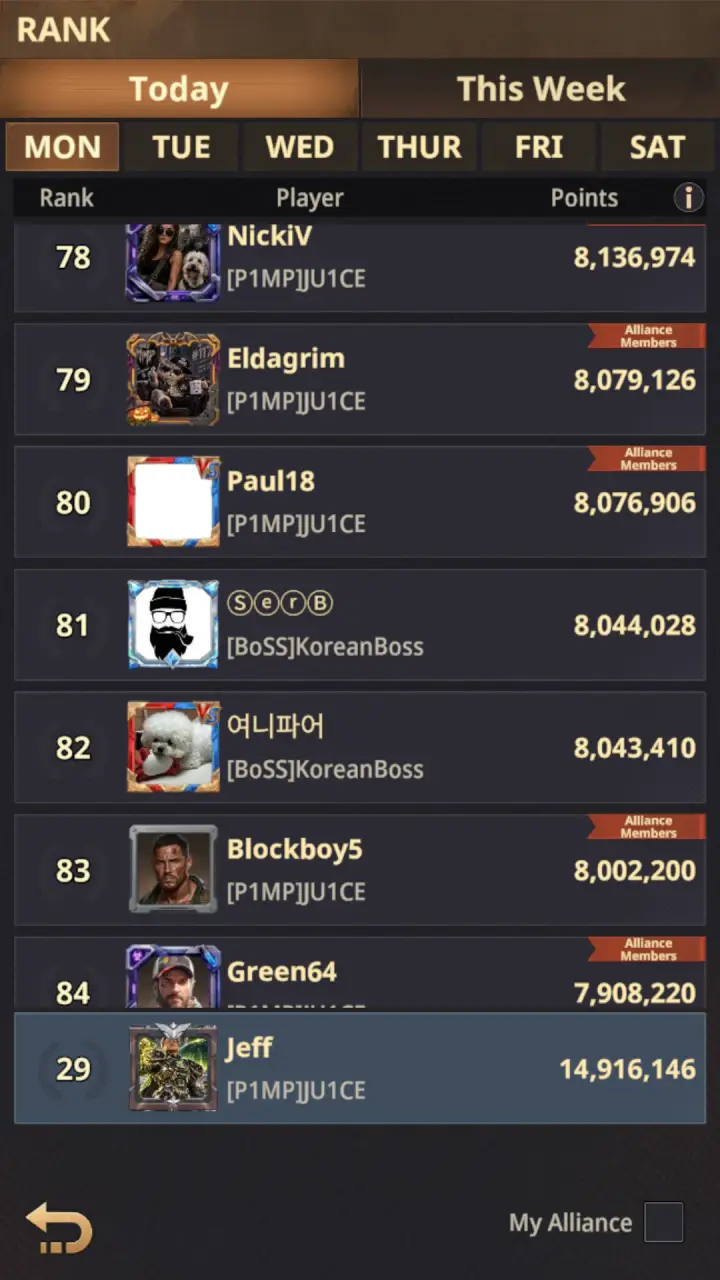 RANK
Today
This Week
MON
TUE
WED
THUR
FRI
SAT
Rank
Player
Points
i
78
NickiV
[P1MP]JU1CE
8,136,974
79
Eldagrim
[P1MP]JU1CE
Alliance
Members
8,079,126
80
Paul18
[P1MP]JU1CE
Alliance
Members
8,076,906
81
ⓈⓔⓡⒷ
[BoSS]KoreanBoss
8,044,028
82
여니파어
[BoSS]KoreanBoss
8,043,410
83
Blockboy5
[P1MP]JU1CE
Alliance
Members
8,002,200
84
Green64
Alliance
Members
7,908,220
29
Jeff
[P1MP]JU1CE
14,916,146
My Alliance